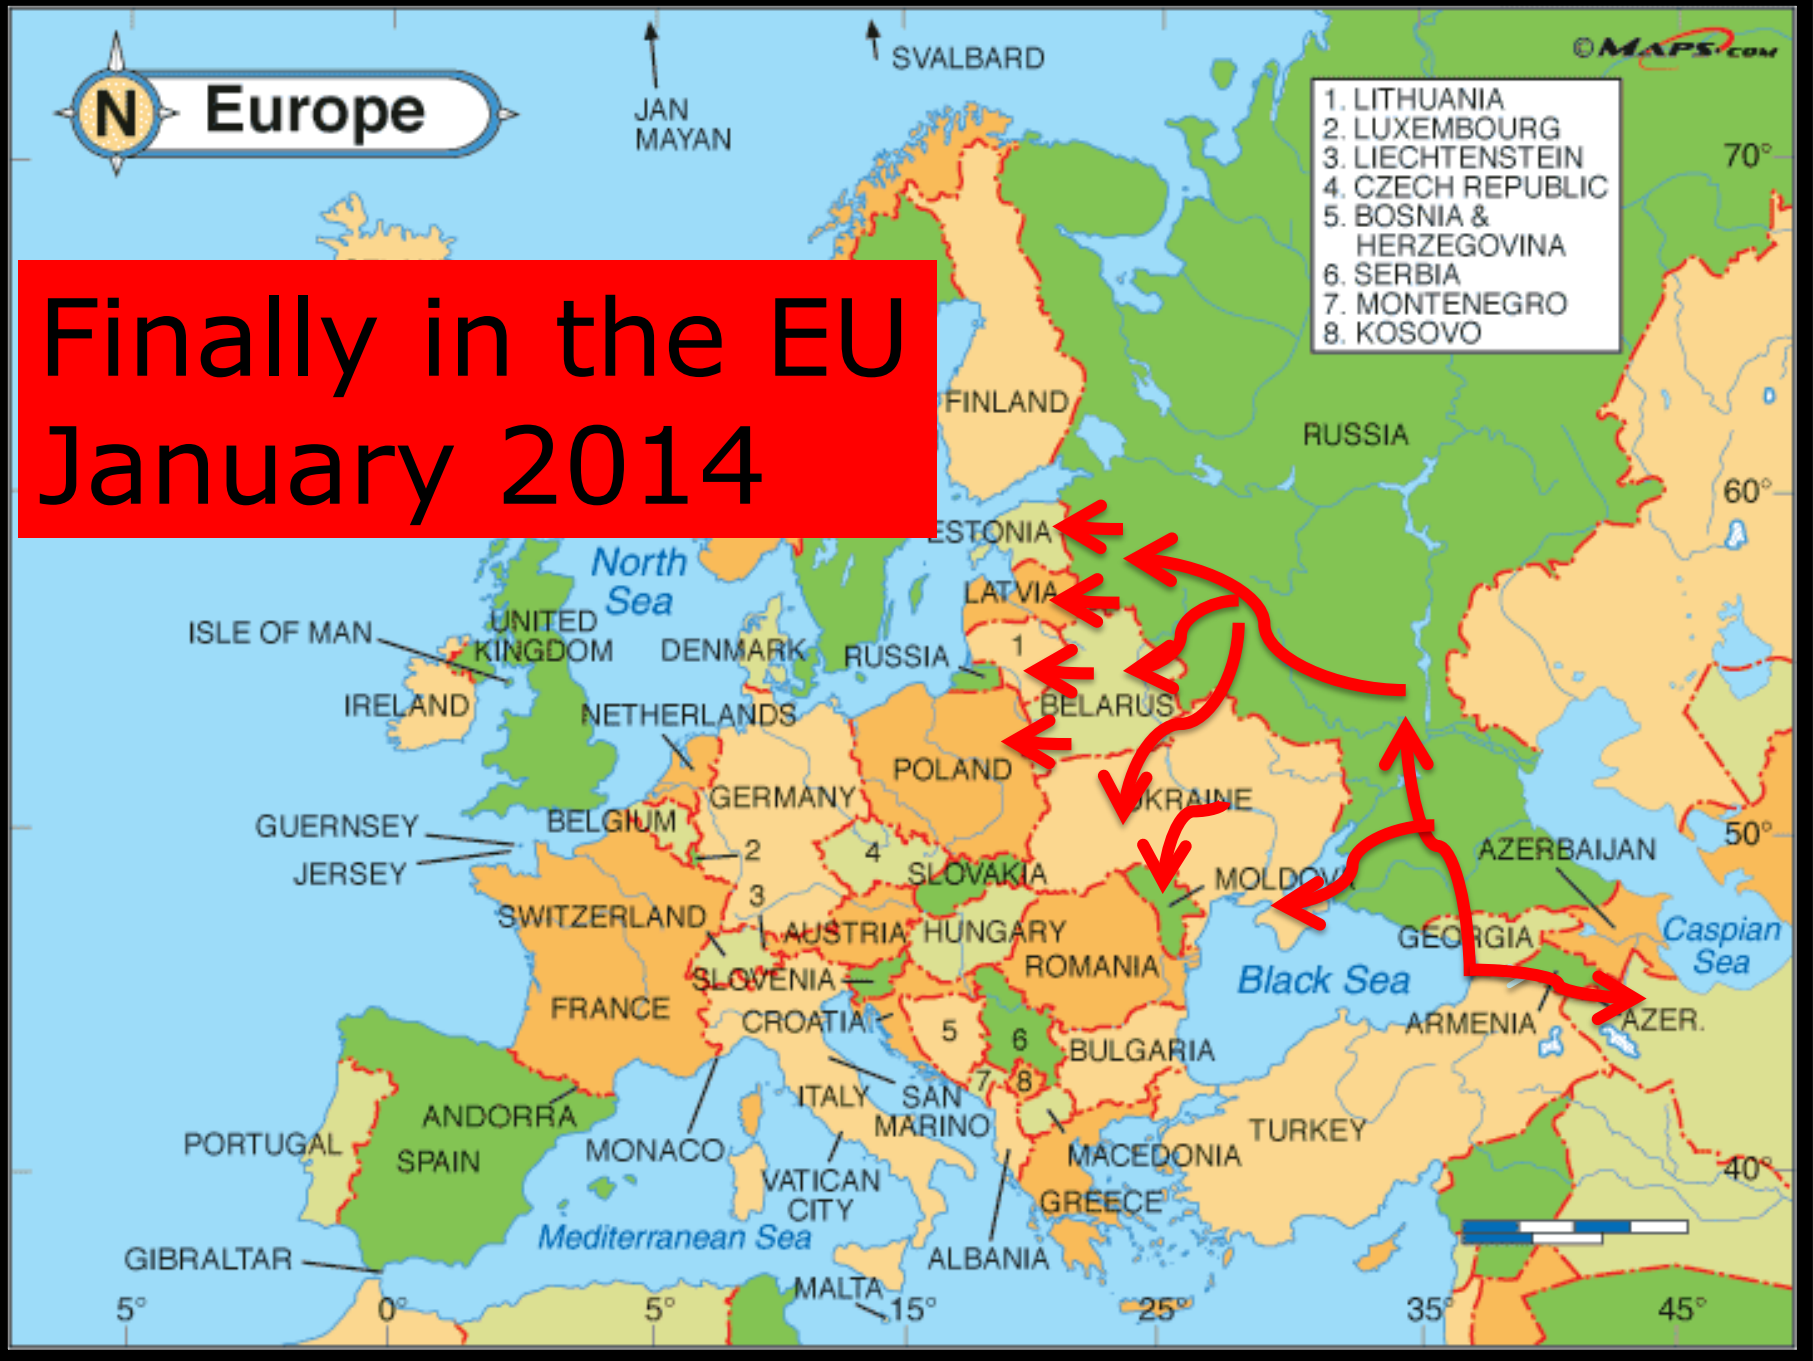 SVALBARD
©MAPS.COM
N
Europe
JAN
MAYAN
1. LITHUANIA
2. LUXEMBOURG
3. LIECHTENSTEIN
4. CZECH REPUBLIC
5. BOSNIA &
HERZEGOVINA
6. SERBIA
7. MONTENEGRO
8. KOSOVO
70°
Finally in the EU
January 2014
FINLAND
RUSSIA
60°
ESTONIA
North
Sea
LATVIA
ISLE OF MAN
UNITED
KINGDOM
DENMARK
RUSSIA
1
IRELAND
NETHERLANDS
BELARUS
POLAND
GERMANY
UKRAINE
GUERNSEY
BELGIUM
50°
JERSEY
2
4
SLOVAKIA
AZERBAIJAN
MOLDOVA
3
SWITZERLAND
AUSTRIA
HUNGARY
GEORGIA
Caspian
Sea
ROMANIA
SLOVENIA
Black Sea
FRANCE
CROATIA
5
6
ARMENIA
AZER.
BULGARIA
7
8
ITALY
SAN
MARINO
ANDORRA
PORTUGAL
SPAIN
MONACO
TURKEY
MACEDONIA
40°
VATICAN
CITY
GREECE
Mediterranean Sea
GIBRALTAR
ALBANIA
MALTA
5°
0°
5°
15°
25°
35°
45°